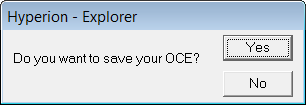 Hyperion - Explorer
Do you want to save your OCE?
Yes
No